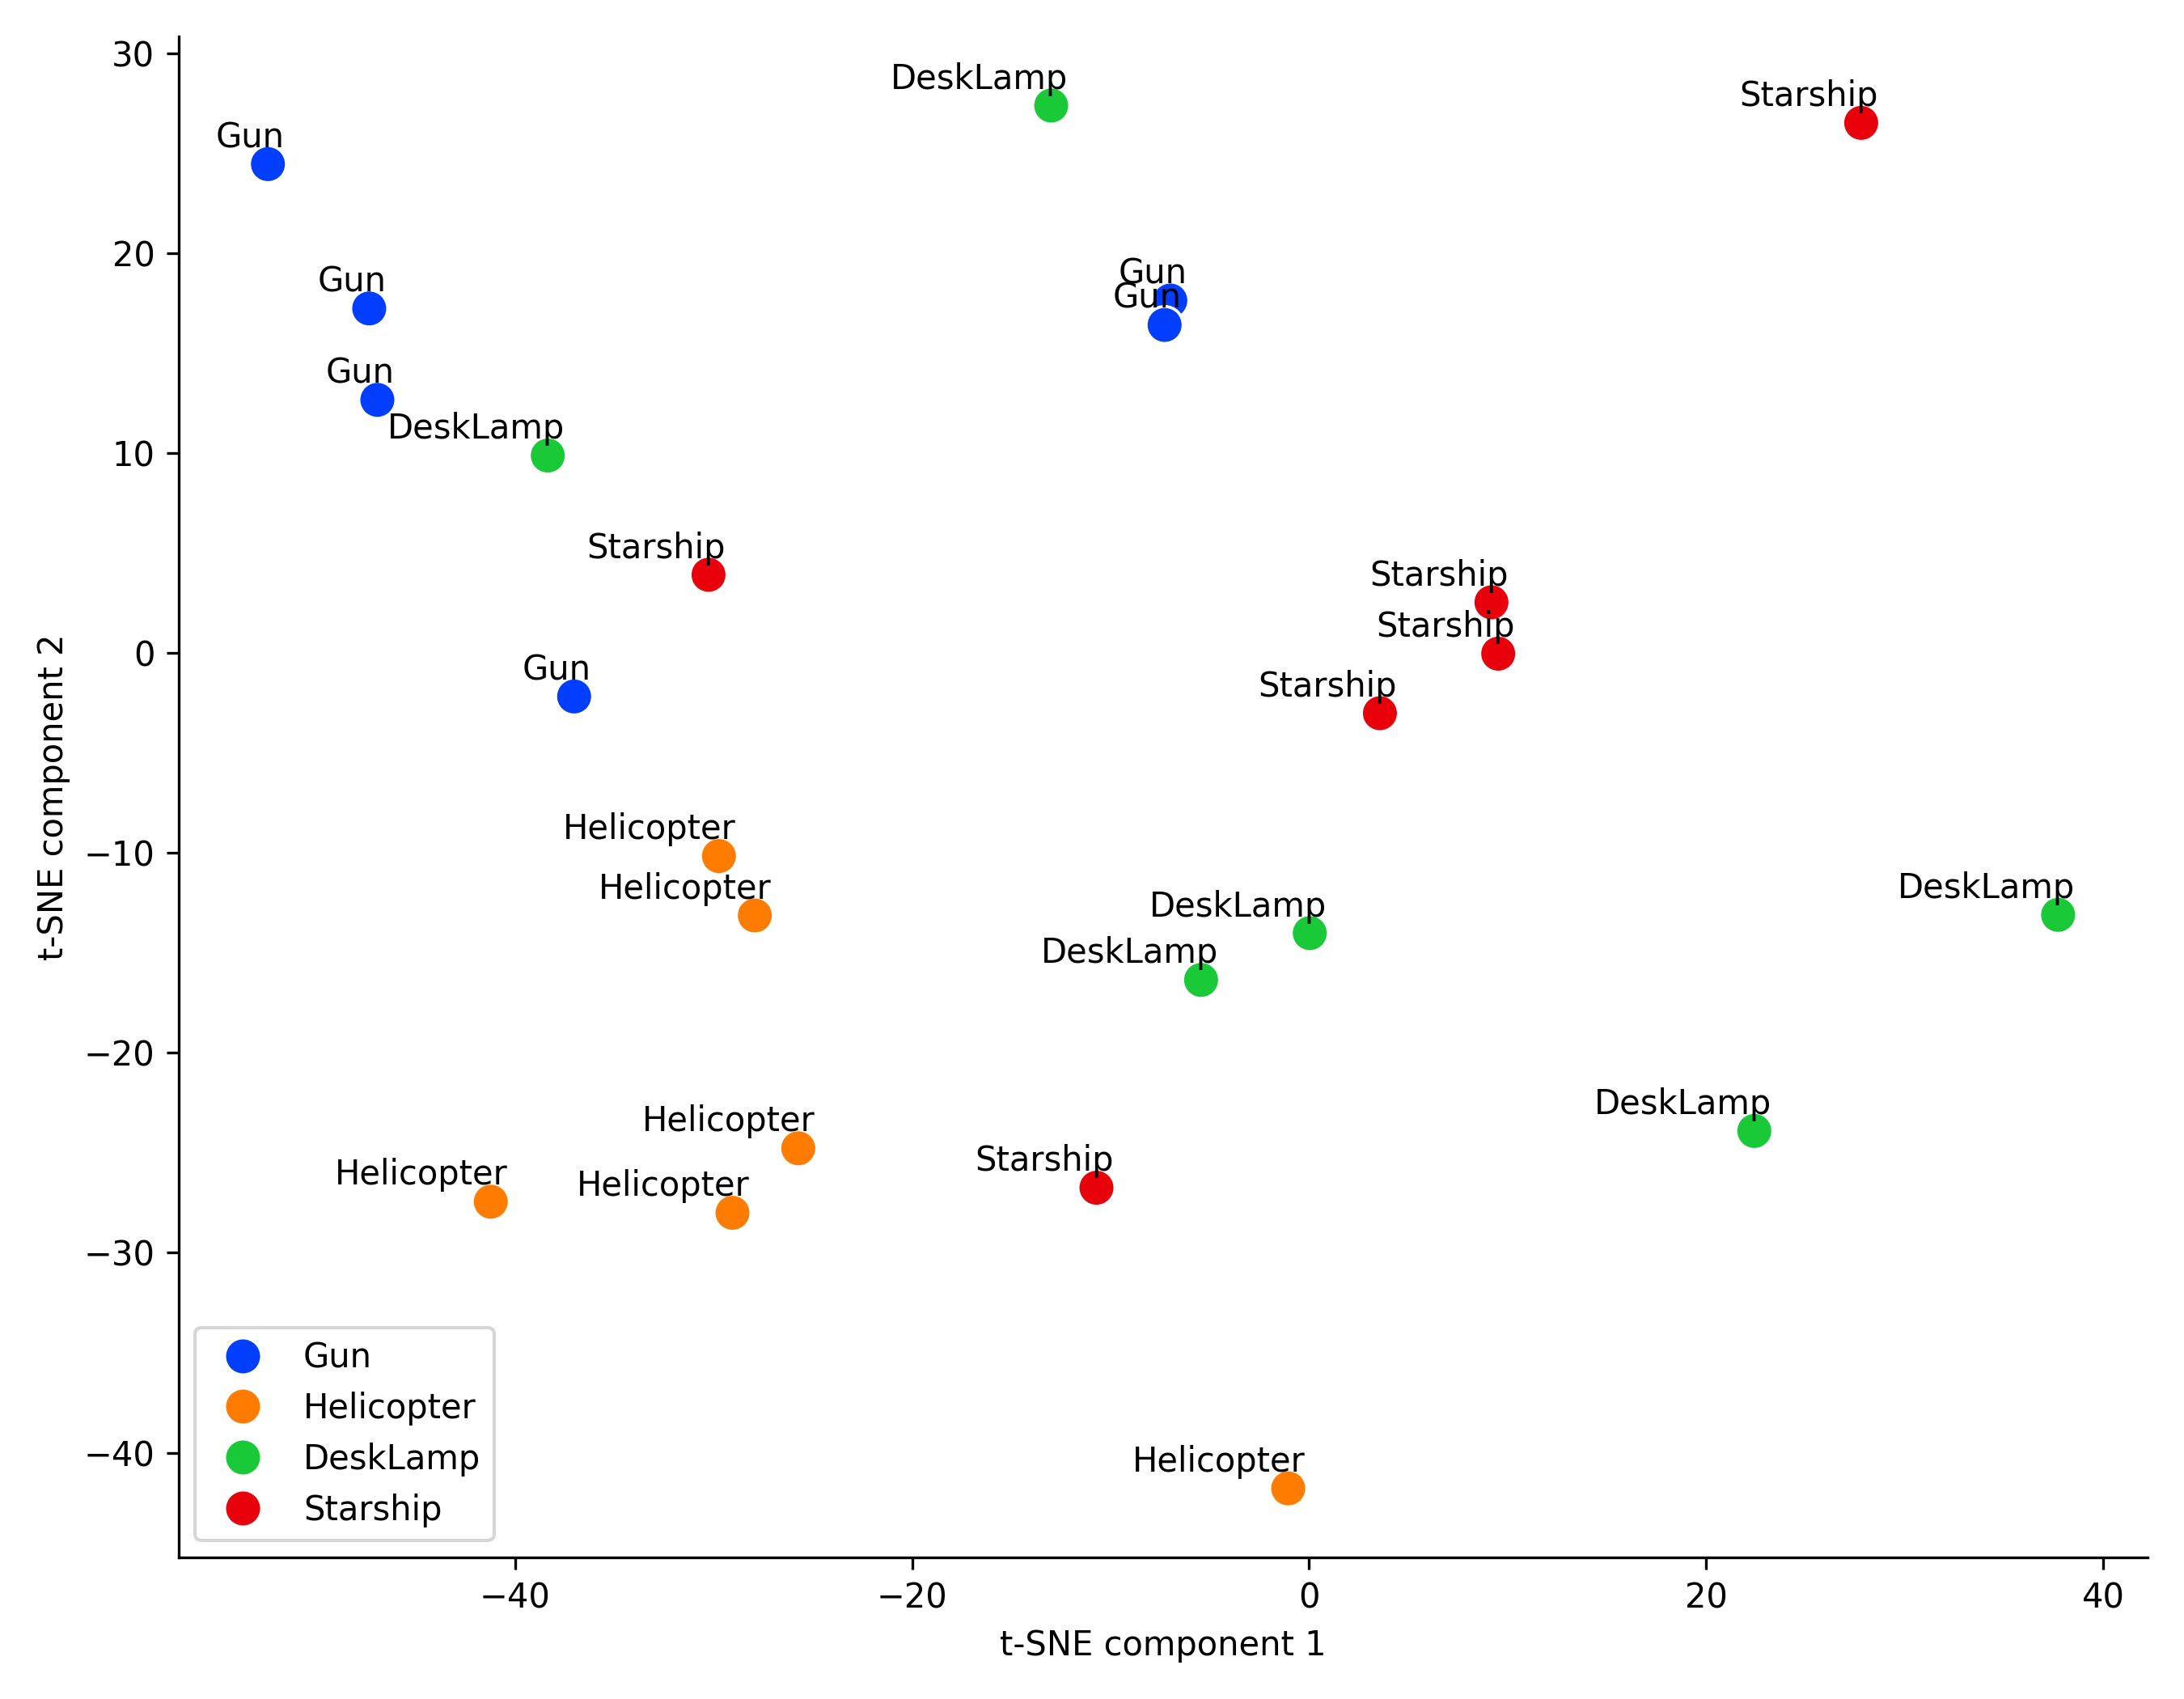 30
DeskLamp
Starship
Gun
20
Gun
Gun
Gun
Gun
10
DeskLamp
Starship
Starship
Starship
0
Gun
Starship
t-SNE component 2
Helicopter
−10
Helicopter
DeskLamp
DeskLamp
DeskLamp
−20
DeskLamp
Helicopter
Starship
Helicopter
Helicopter
−30
Gun
Helicopter
DeskLamp
Starship
−40
Helicopter
−40
−20
0
20
40
t-SNE component 1